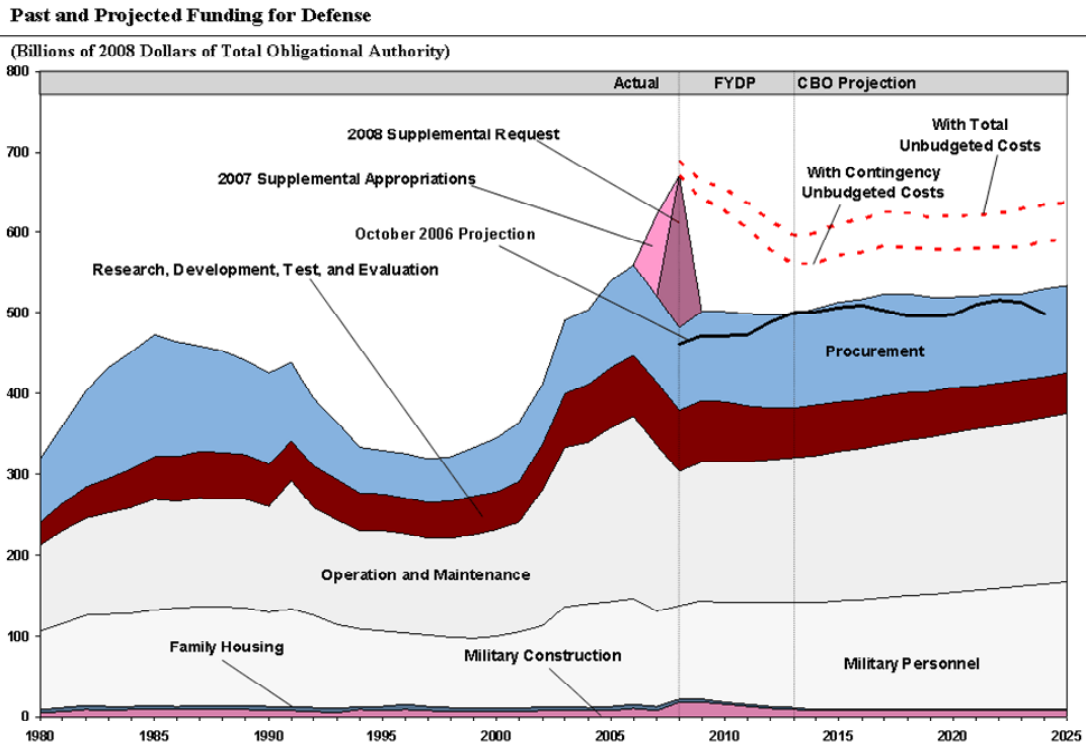 Past and Projected Funding for Defense
(Billions of 2008 Dollars of Total Obligational Authority)
800
Actual
FYDP
CBO Projection
2008 Supplemental Request
With Total
Unbudgeted Costs
700
2007 Supplemental Appropriations
With Contingency
Unbudgeted Costs
600
October 2006 Projection
Research, Development, Test, and Evaluation
500
Procurement
400
300
200
Operation and Maintenance
100
Family Housing
Military Construction
Military Personnel
0
1980
1985
1990
1995
2000
2005
2010
2015
2020
2025